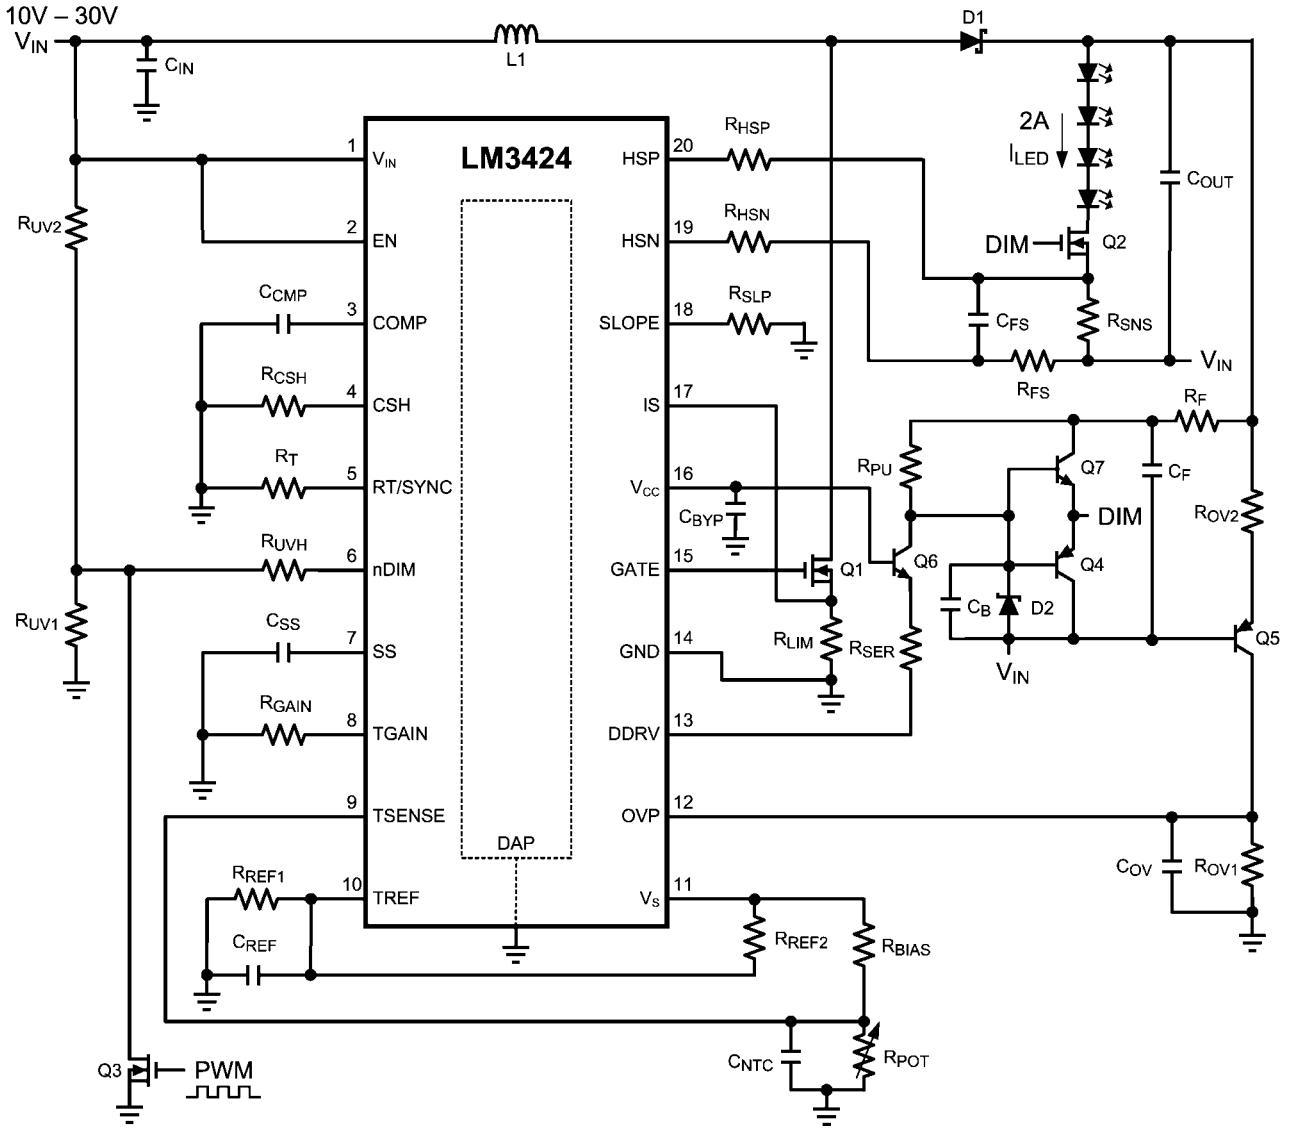 10V – 30V
VIN
CIN
L1
D1
2A
ILED
COUT
DIM
Q2
RHSP
RHSN
RSLP
CFS
RSNS
RFS
VIN
LM3424
1 VIN
2 EN
3 COMP
4 CSH
5 RT/SYNC
6 nDIM
7 SS
8 TGAIN
9 TSENSE
10 TREF
20 HSP
19 HSN
18 SLOPE
17 IS
16 VCC
15 GATE
14 GND
13 DDRV
12 OVP
11 VS
DAP
RUV2
CCMP
RCSH
RT
RUVH
RUV1
CSS
RGAIN
RREF1
CREF
CBYP
Q1
RLIM
RPU
Q6
RSER
Q7
DIM
Q4
CB
D2
VIN
CF
RF
ROV2
Q5
COV
ROV1
RREF2
RBIAS
CNTC
RPOT
Q3
PWM